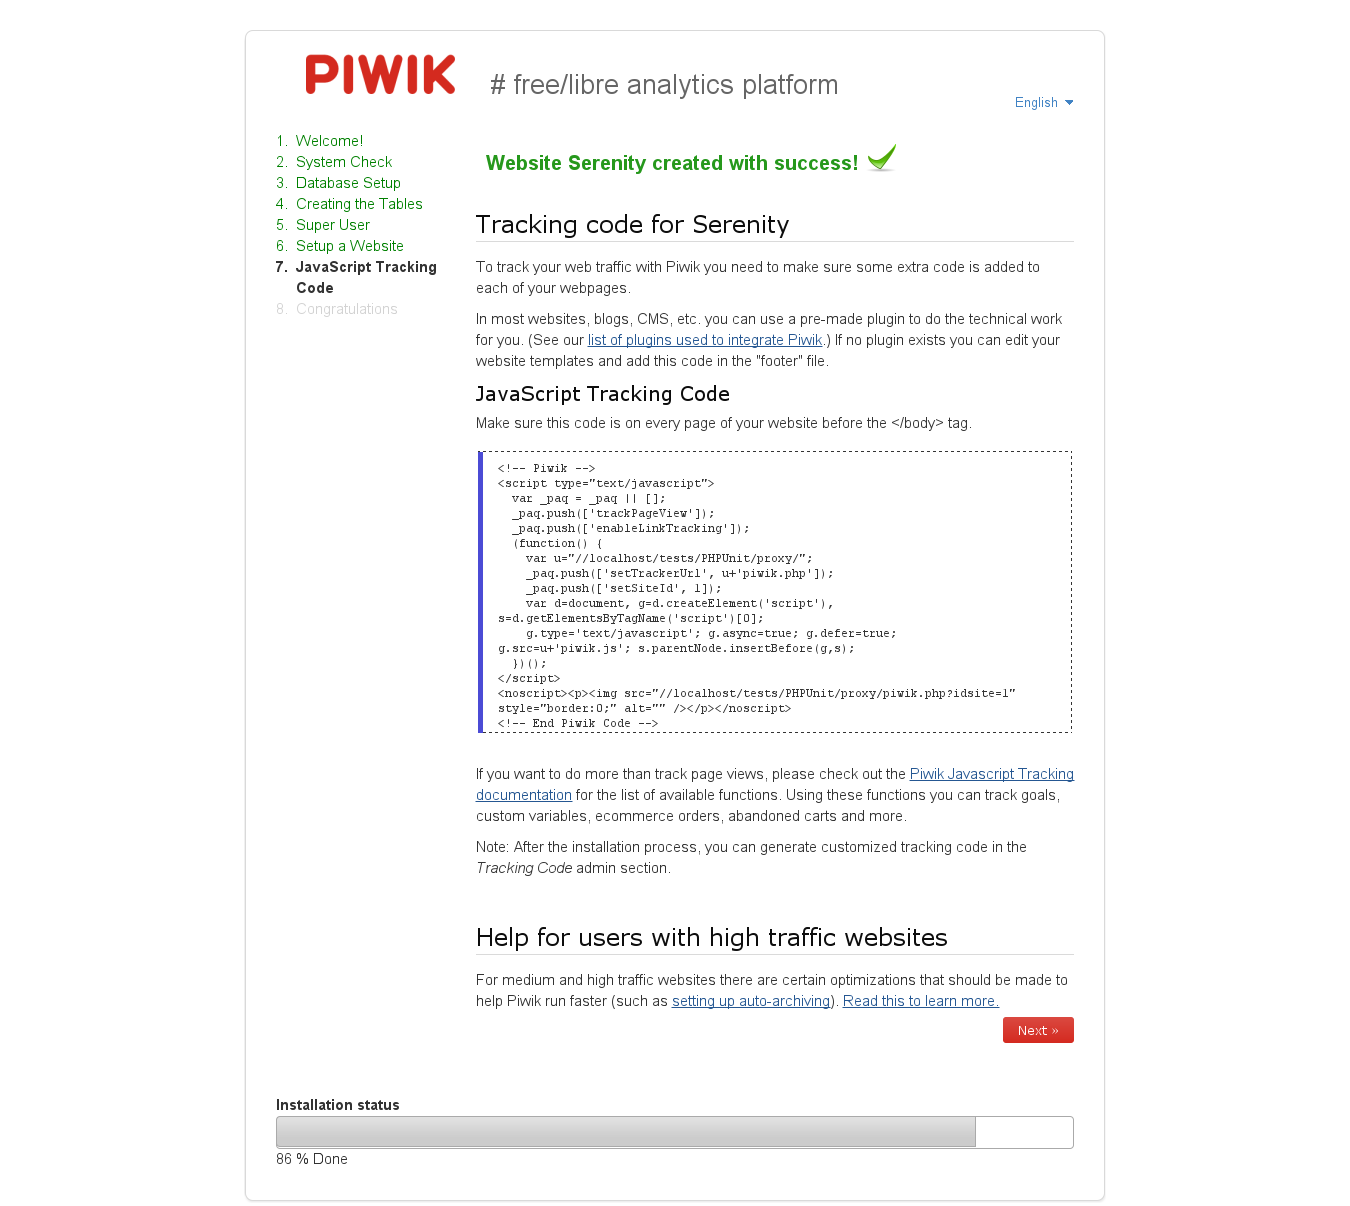 PIWIK
# free/libre analytics platform
English
1. Welcome!
2. System Check
3. Database Setup
4. Creating the Tables
5. Super User
6. Setup a Website
7. JavaScript Tracking
Code
8. Congratulations
Website Serenity created with success!
Tracking code for Serenity
To track your web traffic with Piwik you need to make sure some extra code is added to
each of your webpages.
In most websites, blogs, CMS, etc. you can use a pre-made plugin to do the technical work
for you. (See our list of plugins used to integrate Piwik.) If no plugin exists you can edit your
website templates and add this code in the "footer" file.
JavaScript Tracking Code
Make sure this code is on every page of your website before the </body> tag.
<!-- Piwik -->
<script type="text/javascript">
  var _paq = _paq || [];
  _paq.push(['trackPageView']);
  _paq.push(['enableLinkTracking']);
  (function() {
    var u="//localhost/tests/PHPUnit/proxy/";
    _paq.push(['setTrackerUrl', u+'piwik.php']);
    _paq.push(['setSiteId', 1]);
    var d=document, g=d.createElement('script'),
s=d.getElementsByTagName('script')[0];
    g.type='text/javascript'; g.async=true; g.defer=true;
g.src=u+'piwik.js'; s.parentNode.insertBefore(g,s);
  })();
</script>
<noscript><p><img src="//localhost/tests/PHPUnit/proxy/piwik.php?idsite=1"
style="border:0;" alt="" /></p></noscript>
<!-- End Piwik Code -->
If you want to do more than track page views, please check out the Piwik Javascript Tracking
documentation for the list of available functions. Using these functions you can track goals,
custom variables, ecommerce orders, abandoned carts and more.
Note: After the installation process, you can generate customized tracking code in the
Tracking Code admin section.
Help for users with high traffic websites
For medium and high traffic websites there are certain optimizations that should be made to
help Piwik run faster (such as setting up auto-archiving). Read this to learn more.
Next »
Installation status
86 % Done